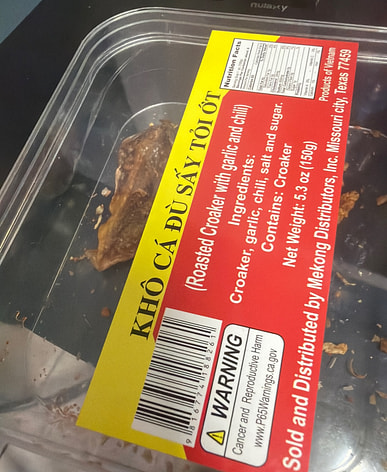 nutaxy
Nutrition Facts
KHÔ CÁ ĐÙ SẤY TỎI ỚT
(Roasted Croaker with garlic and chili)
Ingredients:
Croaker, garlic, chili, salt and sugar.
Contains: Croaker
Net Weight: 5.3 oz (150g)
Products of Vietnam
Sold and Distributed by Mekong Distributors, Inc. Missouri city, Texas 77459
WARNING
Cancer and Reproductive Harm
www.P65Warnings.ca.gov